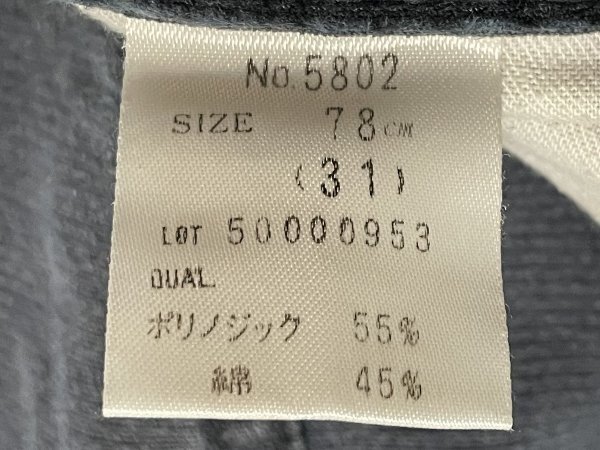 No.5802
SIZE 78cm
(31)
LOT 50000953
QUAL.
ポリノジック 55%
綿 45%